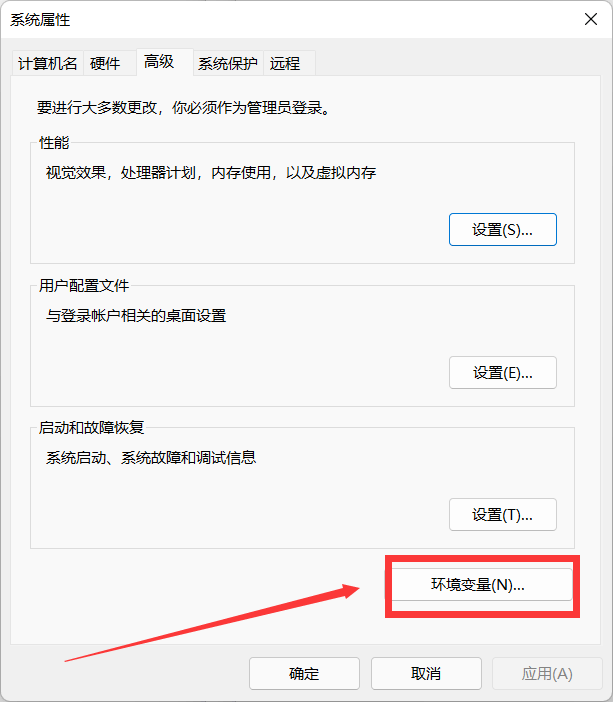 系统属性
计算机名 硬件 高级 系统保护 远程
要进行大多数更改，你必须作为管理员登录。
性能
视觉效果，处理器计划，内存使用，以及虚拟内存
设置(S)...
用户配置文件
与登录帐户相关的桌面设置
设置(E)...
启动和故障恢复
系统启动、系统故障和调试信息
设置(T)...
环境变量(N)...
确定 取消 应用(A)